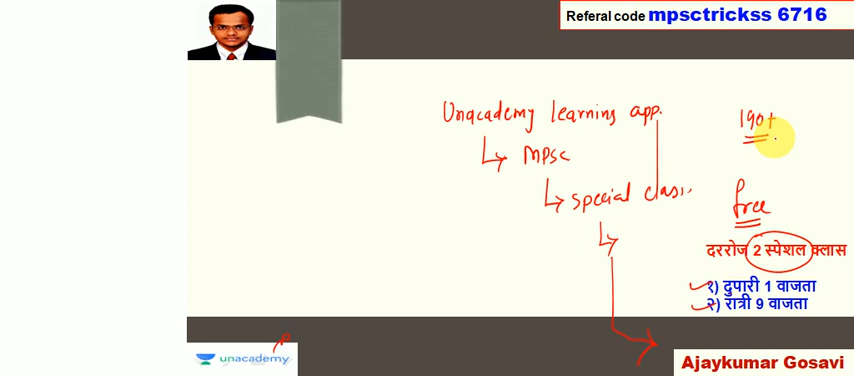 Referal code mpsctrickss 6716
Unacademy learning app.
190+
MPSC
special class.
free
दररोज 2 स्पेशल क्लास
१) दुपारी 1 वाजता
२) रात्री 9 वाजता
unacademy
Ajaykumar Gosavi